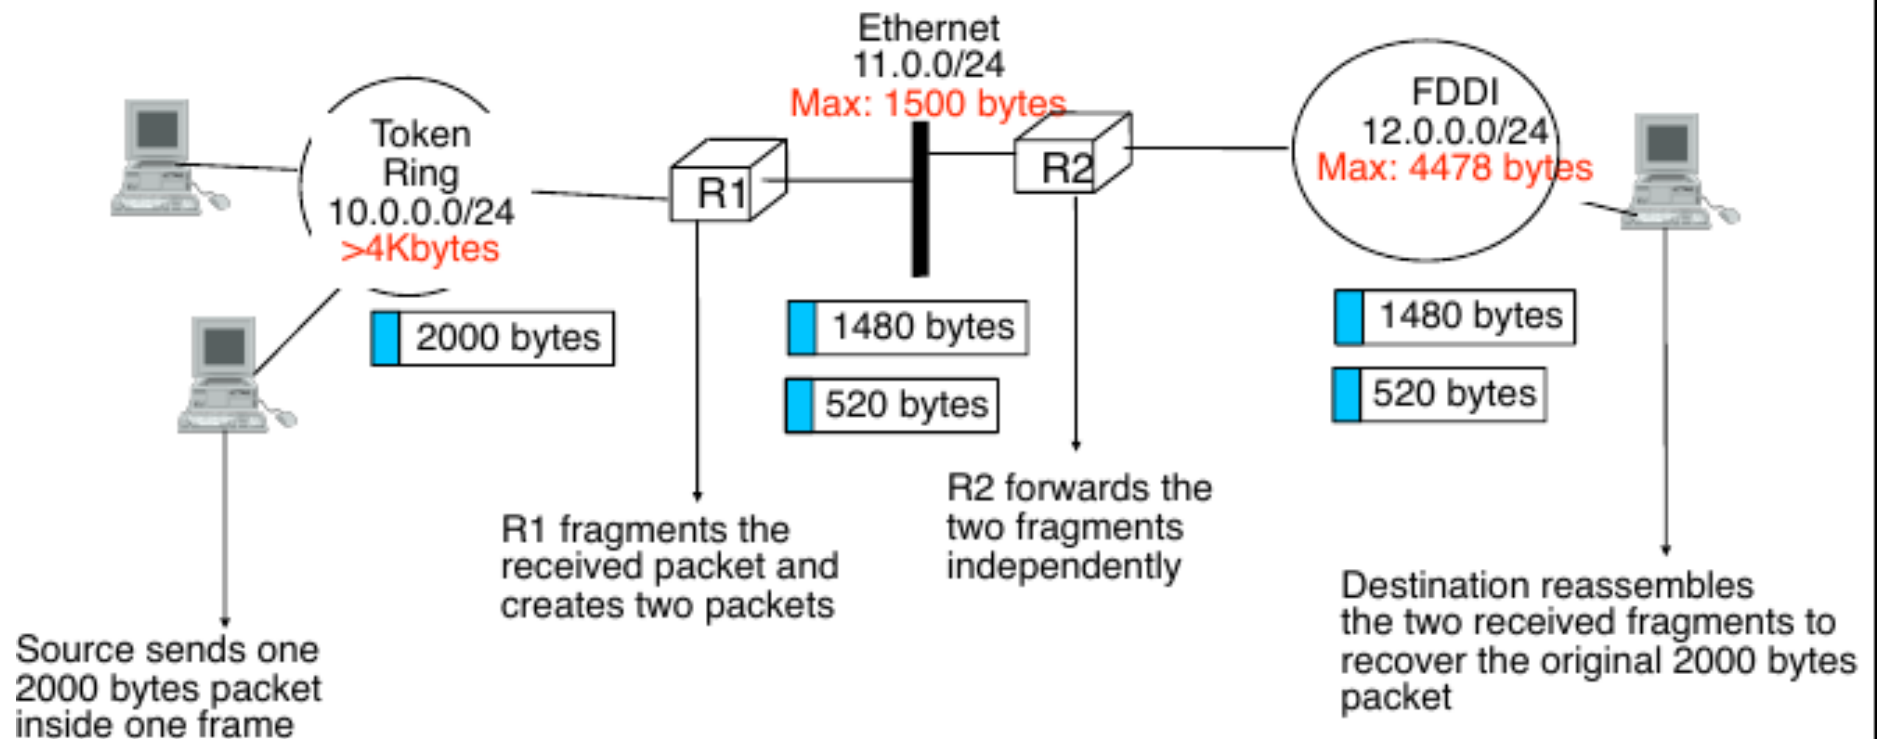 Ethernet
11.0.0/24
Max: 1500 bytes
Token
Ring
10.0.0.0/24
>4Kbytes
R1
R2
FDDI
12.0.0.0/24
Max: 4478 bytes
2000 bytes
1480 bytes
520 bytes
1480 bytes
520 bytes
Source sends one
2000 bytes packet
inside one frame
R1 fragments the
received packet and
creates two packets
R2 forwards the
two fragments
independently
Destination reassembles
the two received fragments to
recover the original 2000 bytes
packet